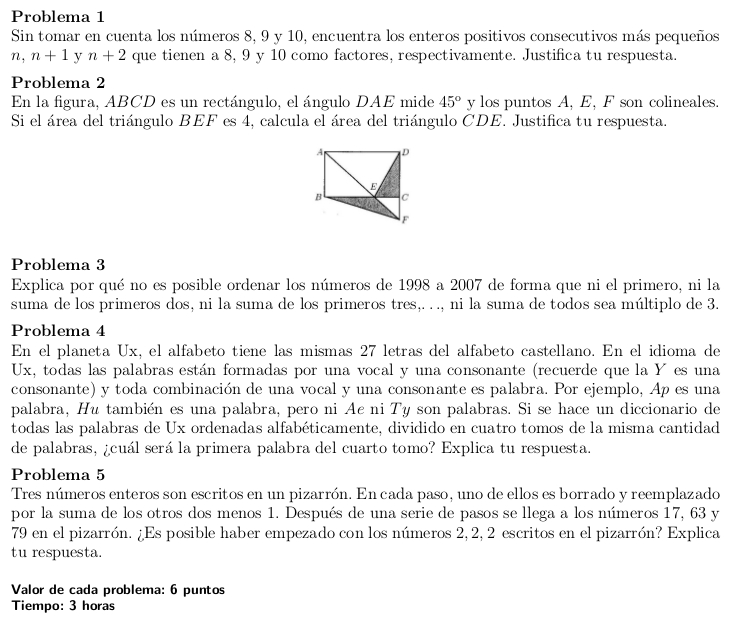 Problema 1
Sin tomar en cuenta los números 8, 9 y 10, encuentra los enteros positivos consecutivos más pequeños
n, n + 1 y n + 2 que tienen a 8, 9 y 10 como factores, respectivamente. Justifica tu respuesta.
Problema 2
En la figura, ABCD es un rectángulo, el ángulo DAE mide 45º y los puntos A, E, F son colineales.
Si el área del triángulo BEF es 4, calcula el área del triángulo CDE. Justifica tu respuesta.
A D
E
B C
F
Problema 3
Explica por qué no es posible ordenar los números de 1998 a 2007 de forma que ni el primero, ni la
suma de los primeros dos, ni la suma de los primeros tres,. . ., ni la suma de todos sea múltiplo de 3.
Problema 4
En el planeta Ux, el alfabeto tiene las mismas 27 letras del alfabeto castellano. En el idioma de
Ux, todas las palabras están formadas por una vocal y una consonante (recuerde que la Y es una
consonante) y toda combinación de una vocal y una consonante es palabra. Por ejemplo, Ap es una
palabra, Hu también es una palabra, pero ni Ae ni Ty son palabras. Si se hace un diccionario de
todas las palabras de Ux ordenadas alfabéticamente, dividido en cuatro tomos de la misma cantidad
de palabras, ¿cuál será la primera palabra del cuarto tomo? Explica tu respuesta.
Problema 5
Tres números enteros son escritos en un pizarrón. En cada paso, uno de ellos es borrado y reemplazado
por la suma de los otros dos menos 1. Después de una serie de pasos se llega a los números 17, 63 y
79 en el pizarrón. ¿Es posible haber empezado con los números 2, 2, 2 escritos en el pizarrón? Explica
tu respuesta.
Valor de cada problema: 6 puntos
Tiempo: 3 horas